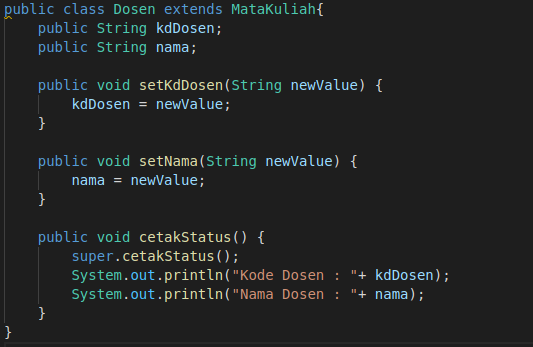 public class Dosen extends MataKuliah{
    public String kdDosen;
    public String nama;

    public void setKdDosen(String newValue) {
        kdDosen = newValue;
    }

    public void setNama(String newValue) {
        nama = newValue;
    }

    public void cetakStatus() {
        super.cetakStatus();
        System.out.println("Kode Dosen : "+ kdDosen);
        System.out.println("Nama Dosen : "+ nama);
    }
}